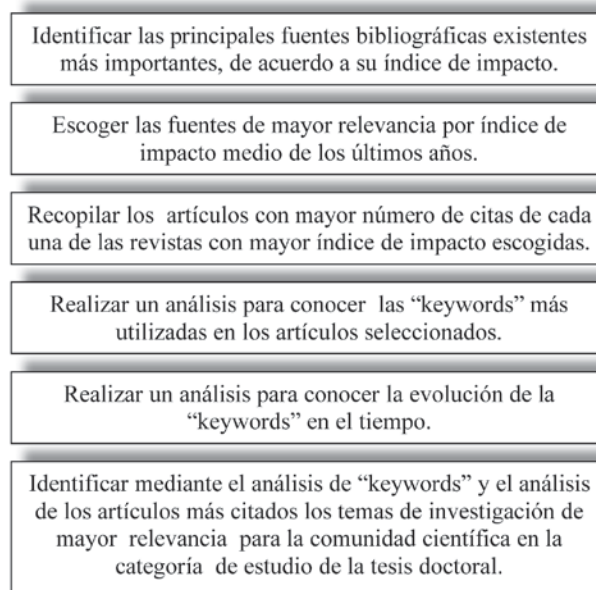 Identificar las principales fuentes bibliográficas existentes
más importantes, de acuerdo a su índice de impacto.
Escoger las fuentes de mayor relevancia por índice de
impacto medio de los últimos años.
Recopilar los artículos con mayor número de citas de cada
una de las revistas con mayor índice de impacto escogidas.
Realizar un análisis para conocer las “keywords” más
utilizadas en los artículos seleccionados.
Realizar un análisis para conocer la evolución de la
“keywords” en el tiempo.
Identificar mediante el análisis de “keywords” y el análisis
de los artículos más citados los temas de investigación de
mayor relevancia para la comunidad científica en la
categoría de estudio de la tesis doctoral.